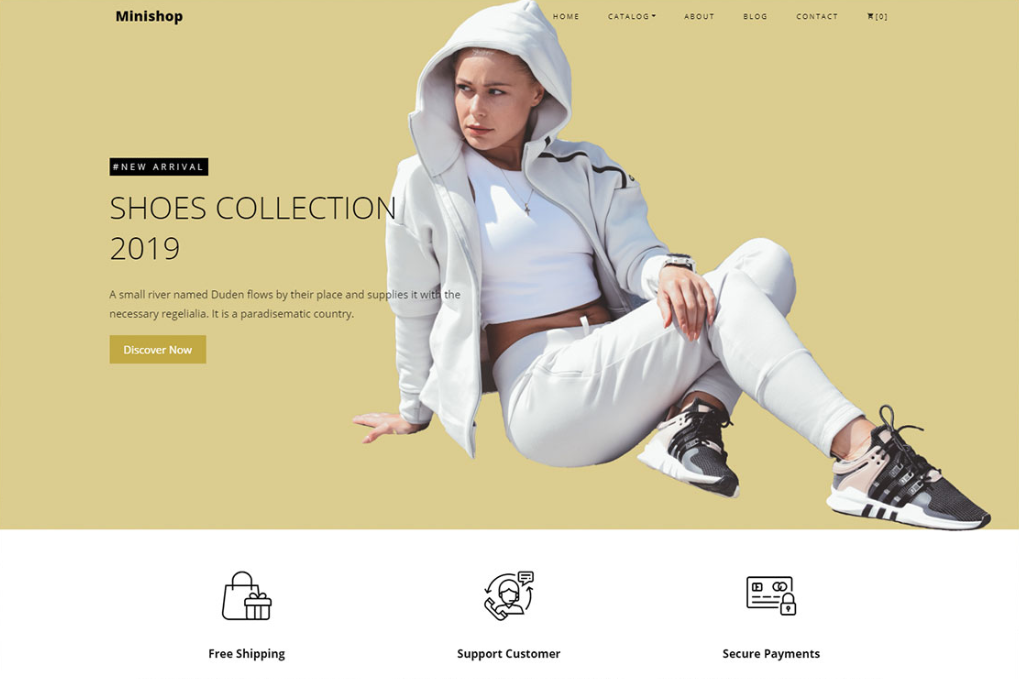 Minishop
HOME CATALOG ABOUT BLOG CONTACT [0]
#NEW ARRIVAL
SHOES COLLECTION
2019
A small river named Duden flows by their place and supplies it with the
necessary regelialia. It is a paradisematic country.
Discover Now
Free Shipping Support Customer Secure Payments